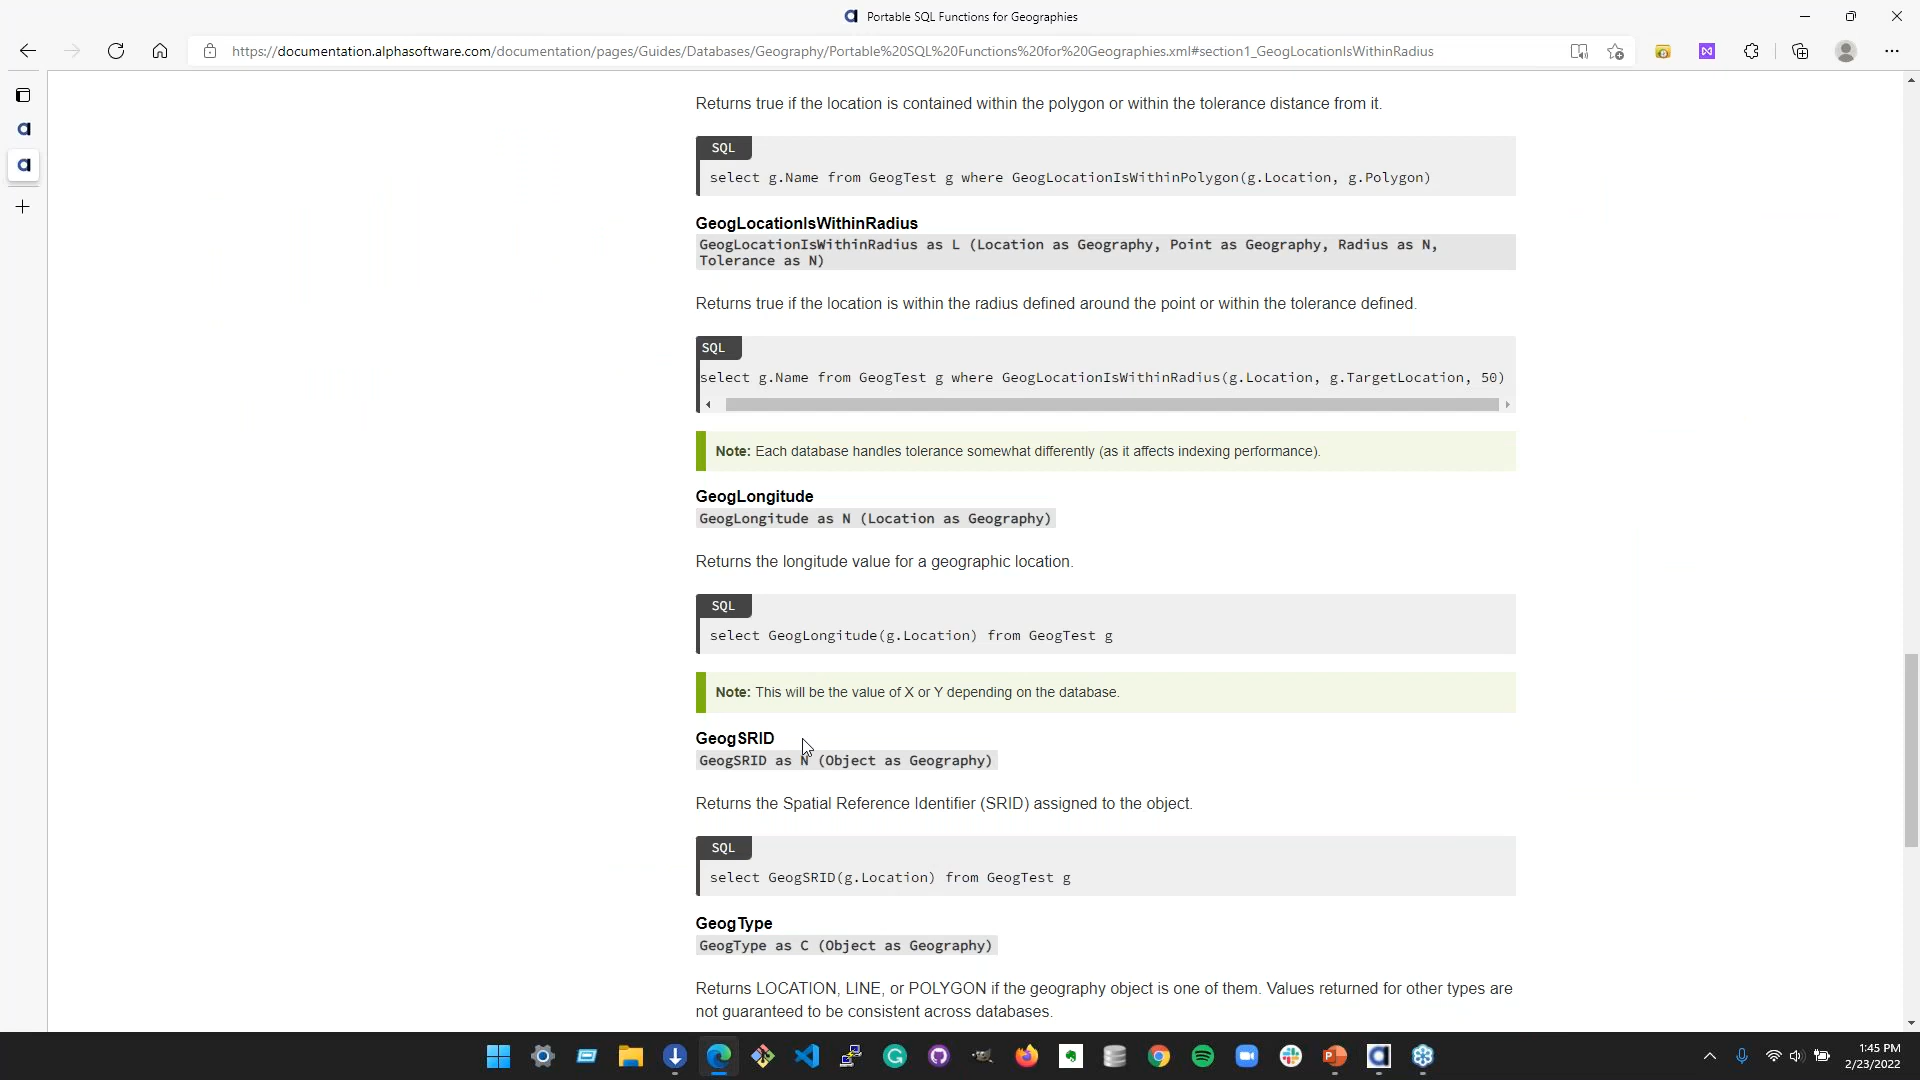 Portable SQL Functions for Geographies
https://documentation.alphasoftware.com/documentation/pages/Guides/Databases/Geography/Portable%20SQL%20Functions%20for%20Geographies.xml#section1_GeogLocationIsWithinRadius
Returns true if the location is contained within the polygon or within the tolerance distance from it.
SQL
select g.Name from GeogTest g where GeogLocationIsWithinPolygon(g.Location, g.Polygon)
GeogLocationIsWithinRadius
GeogLocationIsWithinRadius as L (Location as Geography, Point as Geography, Radius as N,
Tolerance as N)
Returns true if the location is within the radius defined around the point or within the tolerance defined.
SQL
select g.Name from GeogTest g where GeogLocationIsWithinRadius(g.Location, g.TargetLocation, 50)
Note: Each database handles tolerance somewhat differently (as it affects indexing performance).
GeogLongitude
GeogLongitude as N (Location as Geography)
Returns the longitude value for a geographic location.
SQL
select GeogLongitude(g.Location) from GeogTest g
Note: This will be the value of X or Y depending on the database.
GeogSRID
GeogSRID as N (Object as Geography)
Returns the Spatial Reference Identifier (SRID) assigned to the object.
SQL
select GeogSRID(g.Location) from GeogTest g
GeogType
GeogType as C (Object as Geography)
Returns LOCATION, LINE, or POLYGON if the geography object is one of them. Values returned for other types are
not guaranteed to be consistent across databases.
1:45 PM
2/23/2022